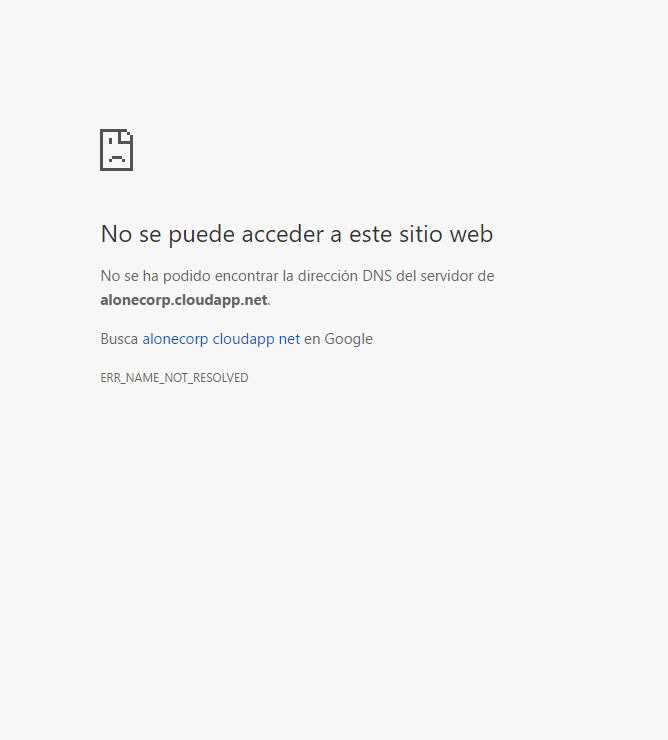 No se puede acceder a este sitio web
No se ha podido encontrar la dirección DNS del servidor de
alonecorp.cloudapp.net.
Busca alonecorp cloudapp net en Google
ERR_NAME_NOT_RESOLVED